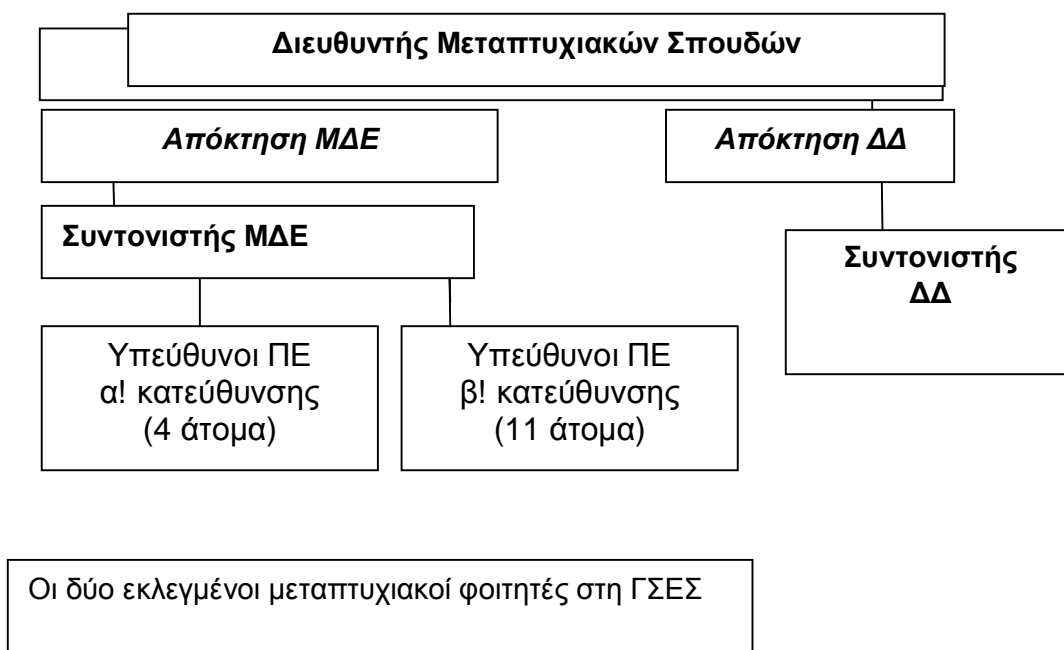 Διευθυντής Μεταπτυχιακών Σπουδών
Απόκτηση ΜΔΕ
Απόκτηση ΔΔ
Συντονιστής ΜΔΕ
Συντονιστής
ΔΔ
Υπεύθυνοι ΠΕ
α! κατεύθυνσης
(4 άτομα)
Υπεύθυνοι ΠΕ
β! κατεύθυνσης
(11 άτομα)
Οι δύο εκλεγμένοι μεταπτυχιακοί φοιτητές στη ΓΣΕΣ